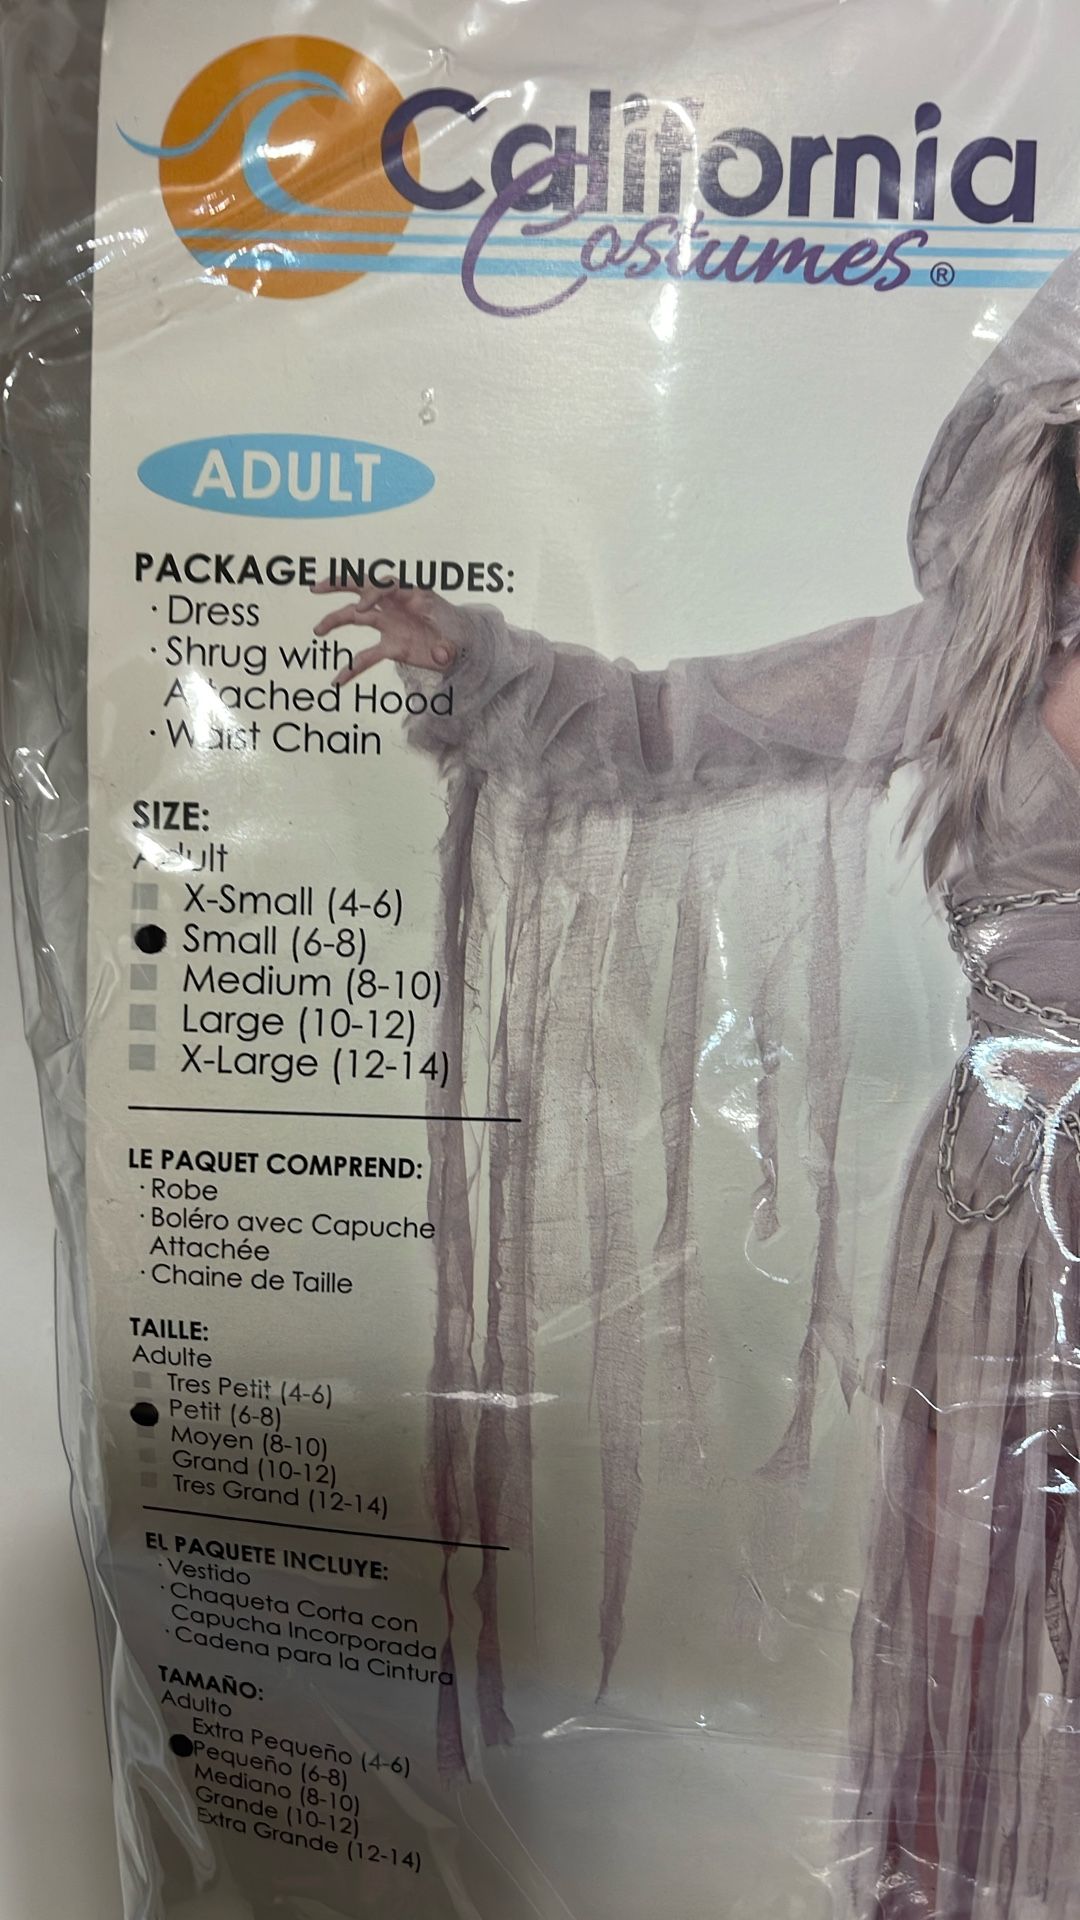 California
Costumes®
ADULT
PACKAGE INCLUDES:
· Dress
· Shrug with
Attached Hood
· Waist Chain
SIZE:
Adult
X-Small (4-6)
Small (6-8)
Medium (8-10)
Large (10-12)
X-Large (12-14)
LE PAQUET COMPREND:
· Robe
· Boléro avec Capuche
Attachée
· Chaine de Taille
TAILLE:
Adulte
Tres Petit (4-6)
Petit (6-8)
Moyen (8-10)
Grand (10-12)
Tres Grand (12-14)
EL PAQUETE INCLUYE:
· Vestido
· Chaqueta Corta con
Capucha Incorporada
· Cadena para la Cintura
TAMAÑO:
Adulto
Extra Pequeño (4-6)
Pequeño (6-8)
Mediano (8-10)
Grande (10-12)
Extra Grande (12-14)